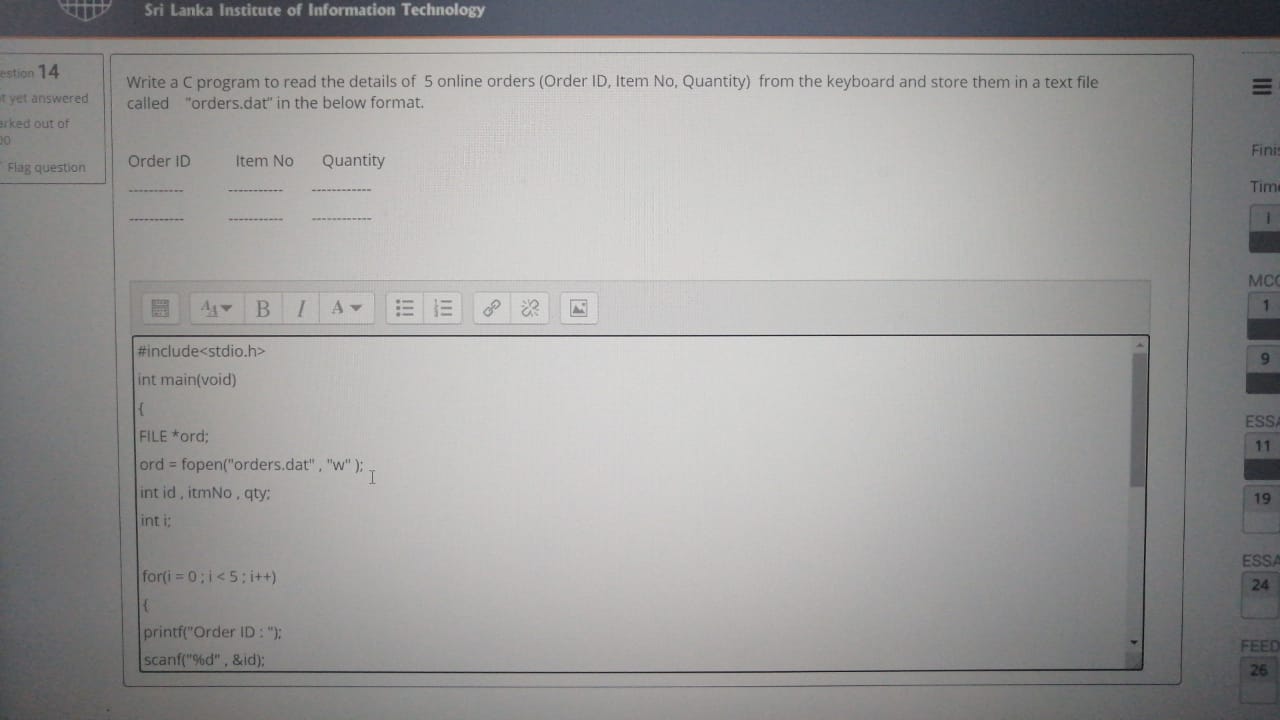 Sri Lanka Institute of Information Technology
estion 14
t yet answered
arked out of
00
Flag question
Write a C program to read the details of 5 online orders (Order ID, Item No, Quantity) from the keyboard and store them in a text file
called "orders.dat" in the below format.
Order ID Item No Quantity
----------- ----------- ------------
----------- ----------- ------------
B I A
#include<stdio.h>
int main(void)
{
FILE *ord;
ord = fopen("orders.dat" , "w" );
int id , itmNo , qty;
int i;
for(i = 0 ; i < 5 ; i++)
{
printf("Order ID : ");
scanf("%d" , &id);
Finis
Time
i
MCQ
1
9
ESSA
11
19
ESSA
24
FEED
26